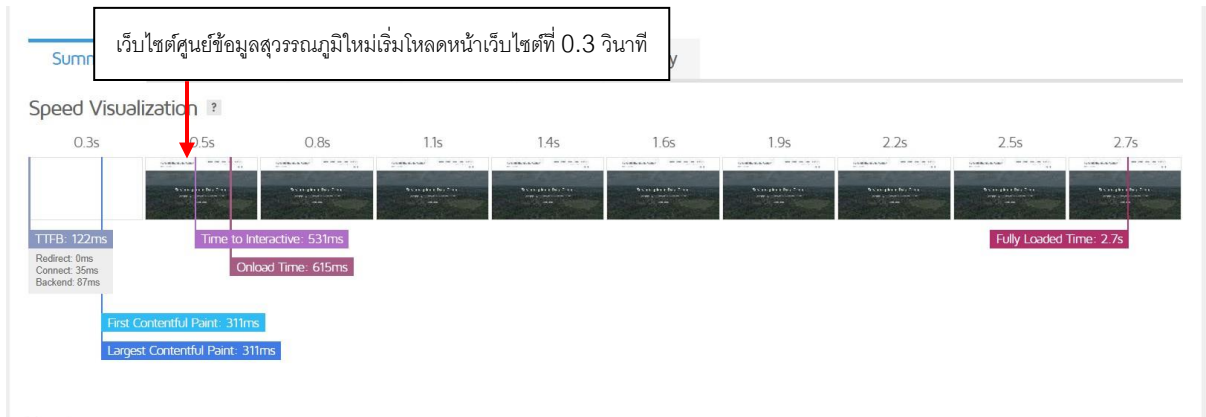 เว็บไซต์ศูนย์ข้อมูลสุวรรณภูมิใหม่เริ่มโหลดหน้าเว็บไซต์ที่ 0.3 วินาที
Speed Visualization ?
0.3s 0.5s 0.8s 1.1s 1.4s 1.6s 1.9s 2.2s 2.5s 2.7s
TTFB: 122ms Time to Interactive: 531ms Fully Loaded Time: 2.7s
Redirect: 0ms
Connect: 35ms
Backend: 87ms
Onload Time: 615ms
First Contentful Paint: 311ms
Largest Contentful Paint: 311ms